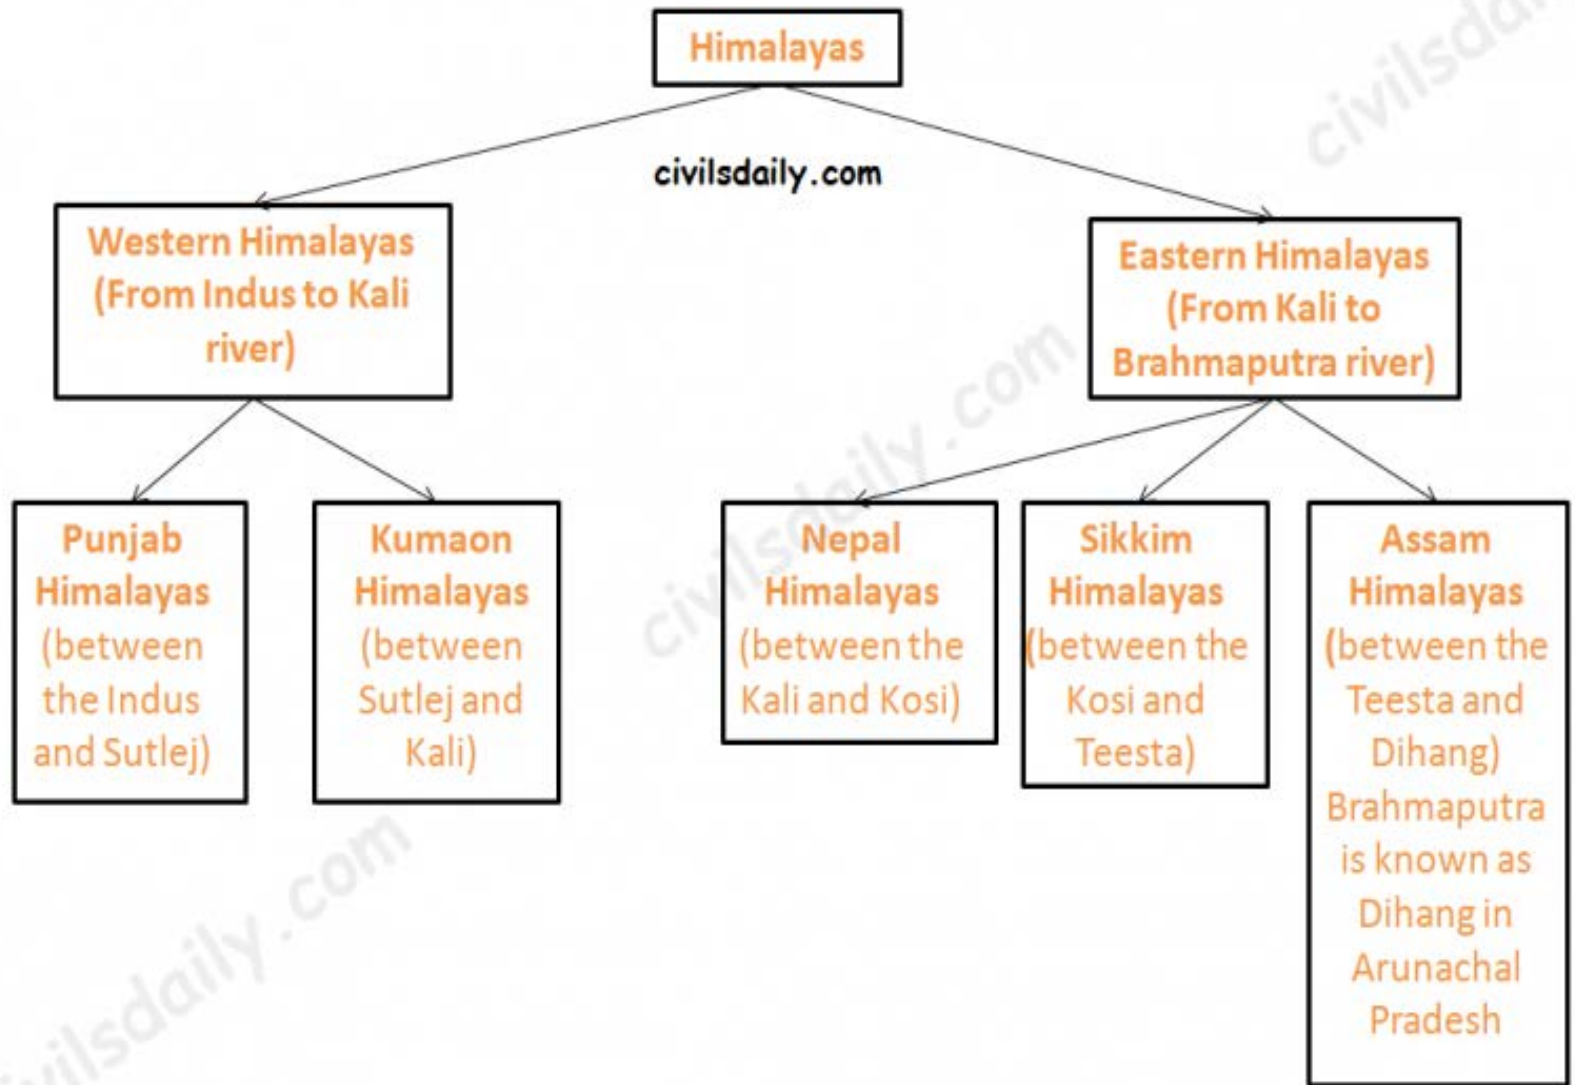 Himalayas
civilsdaily.com
Western Himalayas
(From Indus to Kali
river)
Eastern Himalayas
(From Kali to
Brahmaputra river)
Punjab
Himalayas
(between
the Indus
and Sutlej)
Kumaon
Himalayas
(between
Sutlej and
Kali)
Nepal
Himalayas
(between the
Kali and Kosi)
Sikkim
Himalayas
(between the
Kosi and
Teesta)
Assam
Himalayas
(between the
Teesta and
Dihang)
Brahmaputra
is known as
Dihang in
Arunachal
Pradesh
civilsdaily.com
civilsdai
vilsdaily.com